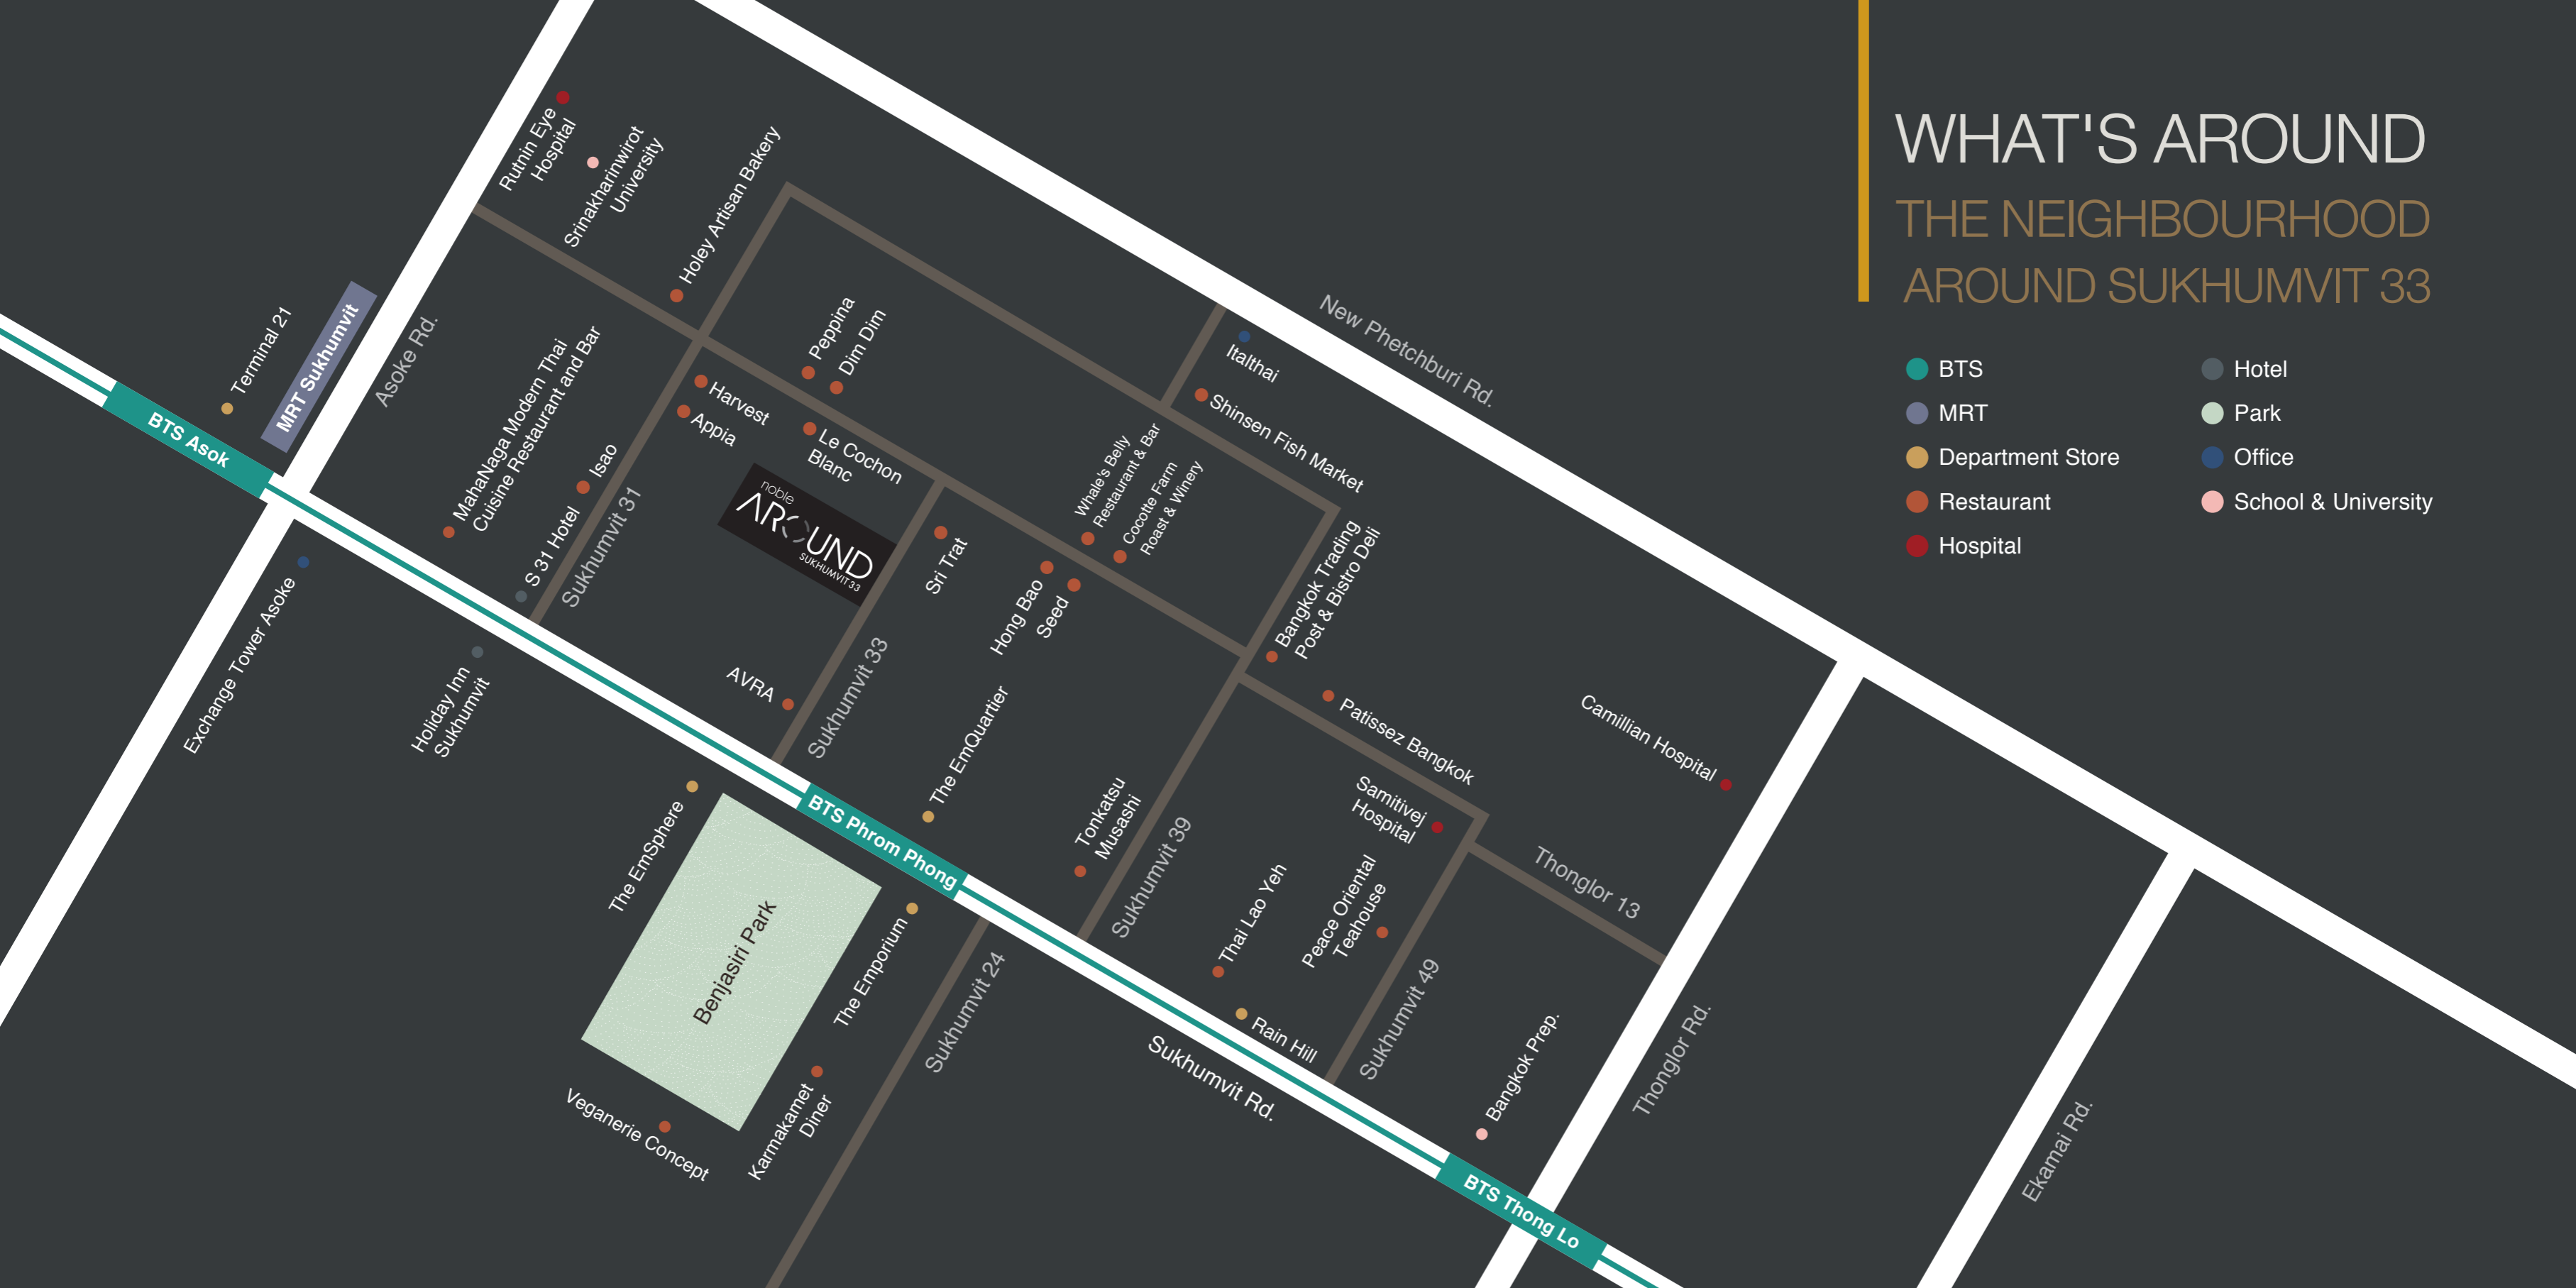 WHAT'S AROUND
THE NEIGHBOURHOOD
AROUND SUKHUMVIT 33
BTS
MRT
Department Store
Restaurant
Hospital
Hotel
Park
Office
School & University
Rutnin Eye
Hospital
Srinakharinwirot
University
Holey Artisan Bakery
Terminal 21
MRT Sukhumvit
Asoke Rd.
BTS Asok
MahaNaga Modern Thai
Cuisine Restaurant and Bar
Isao
S 31 Hotel
Sukhumvit 31
Peppina
Dim Dim
Harvest
Appia
Le Cochon
Blanc
noble
AROUND
SUKHUMVIT33
Italthai
New Phetchburi Rd.
Shinsen Fish Market
Whale's Belly
Restaurant & Bar
Cocotte Farm
Roast & Winery
Sri Trat
Hong Bao
Seed
Bangkok Trading
Post & Bistro Deli
Exchange Tower Asoke
Holiday Inn
Sukhumvit
AVRA
Sukhumvit 33
The EmQuartier
Patissez Bangkok
Camillian Hospital
The EmSphere
BTS Phrom Phong
Tonkatsu
Musashi
Sukhumvit 39
Samitivej
Hospital
Thonglor 13
Thai Lao Yeh
Peace Oriental
Teahouse
Benjasiri Park
The Emporium
Sukhumvit 24
Rain Hill
Sukhumvit Rd.
Sukhumvit 49
Bangkok Prep.
Thonglor Rd.
Karmakamet
Diner
Veganerie Concept
BTS Thong Lo
Ekamai Rd.